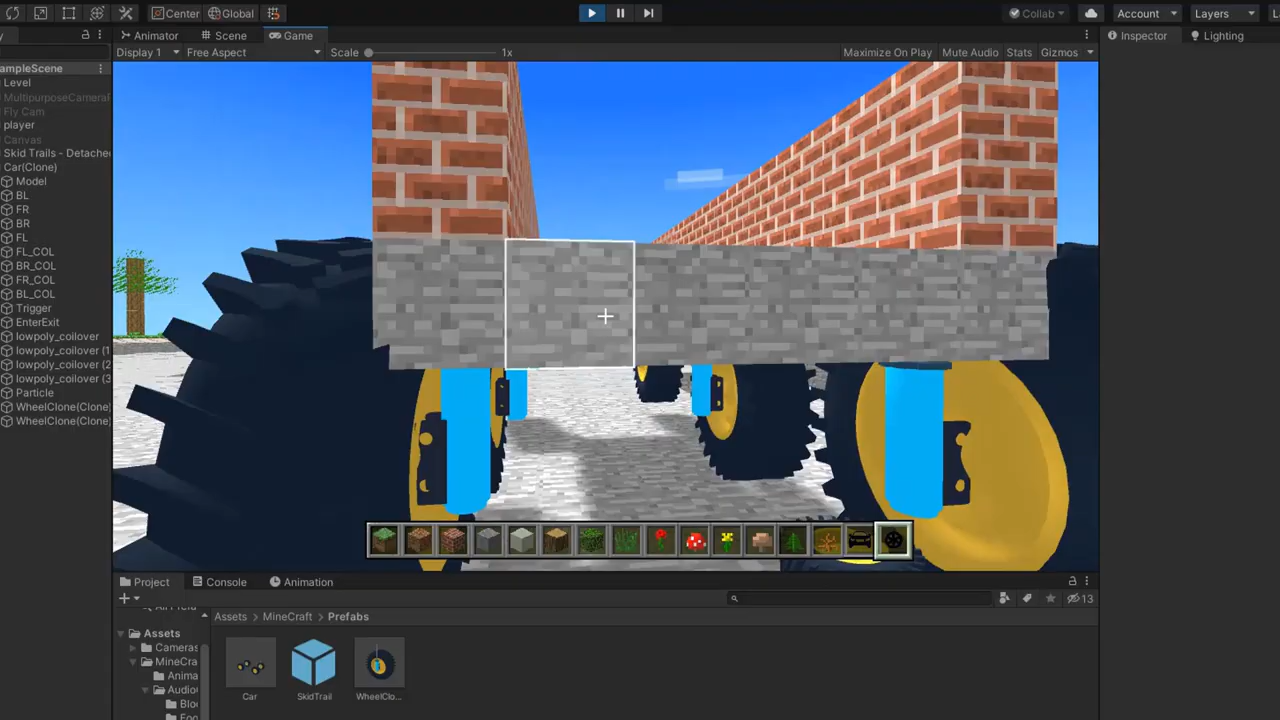 Center Global Collab Account Layers
Animator Scene Game Inspector Lighting
Display 1 Free Aspect Scale 1x Maximize On Play Mute Audio Stats Gizmos
ampleScene
Level
MultipurposeCameraR
Fly Cam
player
Canvas
Skid Trails - Detached
Car(Clone)
Model
BL
FR
BR
FL
FL_COL
BR_COL
FR_COL
BL_COL
Trigger
EnterExit
lowpoly_coilover
lowpoly_coilover (1
lowpoly_coilover (2
lowpoly_coilover (3
Particle
WheelClone(Clone)
WheelClone(Clone)
Project Console Animation
13
Assets > MineCraft > Prefabs
Assets
Cameras
MineCra
Anima
Audio
Blo
Car SkidTrail WheelClo...